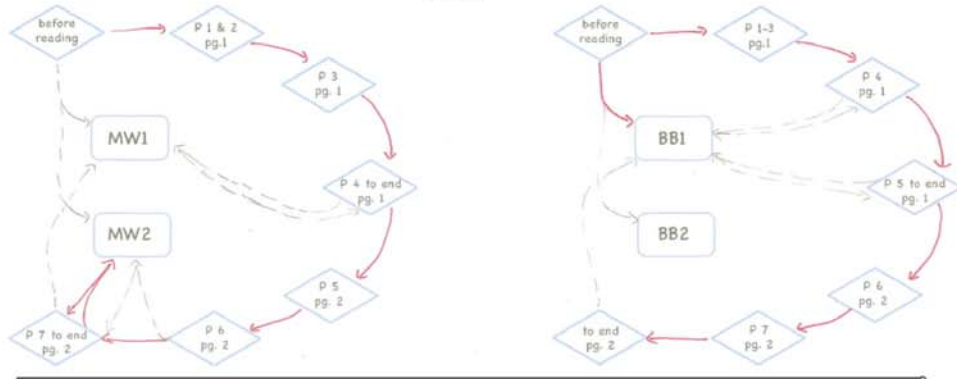 before
reading
P 1 & 2
pg.1
P 3
pg. 1
MW1
P 4 to end
pg. 1
MW2
P 5
pg. 2
P 6
pg. 2
P 7 to end
pg. 2
before
reading
P 1-3
pg.1
P 4
pg. 1
BB1
P 5 to end
pg. 1
BB2
P 6
pg. 2
P 7
pg. 2
to end
pg. 2